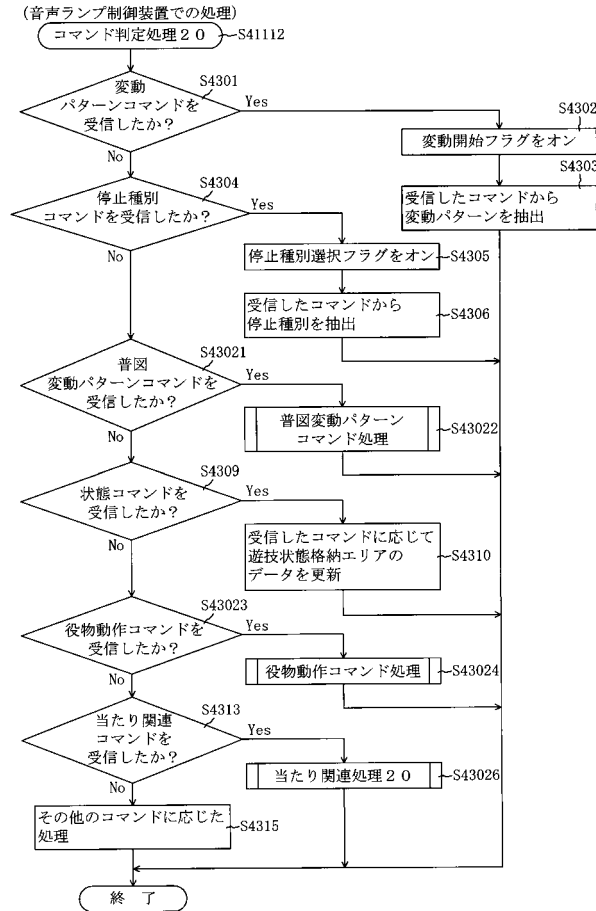 (音声ランプ制御装置での処理)
コマンド判定処理２０
S41112
S4301
変動
パターンコマンドを
受信したか？
Yes
No
S4302
変動開始フラグをオン
S4303
受信したコマンドから
変動パターンを抽出
S4304
停止種別
コマンドを受信したか？
Yes
No
停止種別選択フラグをオン
S4305
受信したコマンドから
停止種別を抽出
S4306
S43021
普図
変動パターンコマンドを
受信したか？
Yes
No
普図変動パターン
コマンド処理
S43022
S4309
状態コマンドを
受信したか？
Yes
No
受信したコマンドに応じて
遊技状態格納エリアの
データを更新
S4310
S43023
役物動作コマンドを
受信したか？
Yes
No
役物動作コマンド処理
S43024
S4313
当たり関連
コマンドを
受信したか？
Yes
No
当たり関連処理２０
S43026
その他のコマンドに応じた
処理
S4315
終 了